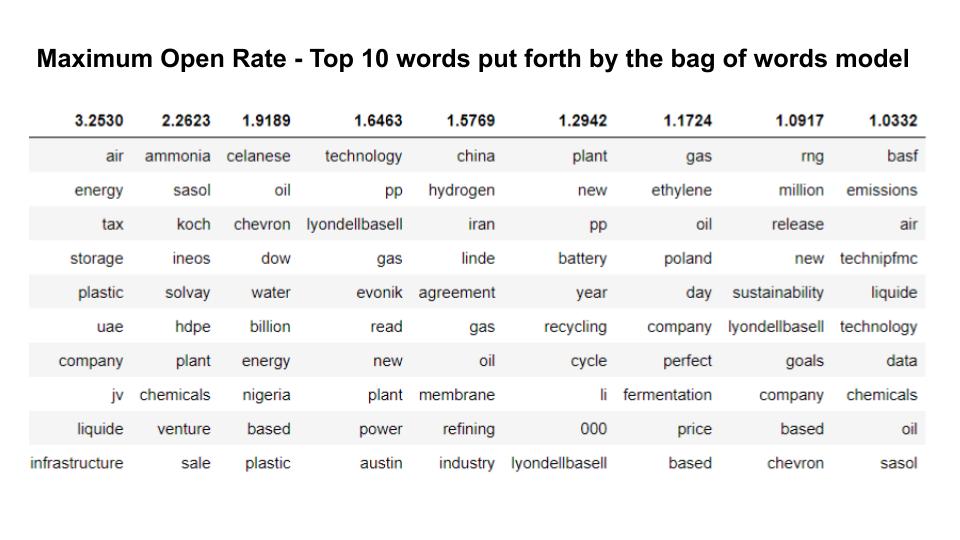 Maximum Open Rate - Top 10 words put forth by the bag of words model
3.2530 2.2623 1.9189 1.6463 1.5769 1.2942 1.1724 1.0917 1.0332
air ammonia celanese technology china plant gas rng basf
energy sasol oil pp hydrogen new ethylene million emissions
tax koch chevron lyondellbasell iran pp oil release air
storage ineos dow gas linde battery poland new technipfmc
plastic solvay water evonik agreement year day sustainability liquide
uae hdpe billion read gas recycling company lyondellbasell technology
company plant energy new oil cycle perfect goals data
jv chemicals nigeria plant membrane li fermentation company chemicals
liquide venture based power refining 000 price based oil
infrastructure sale plastic austin industry lyondellbasell based chevron sasol